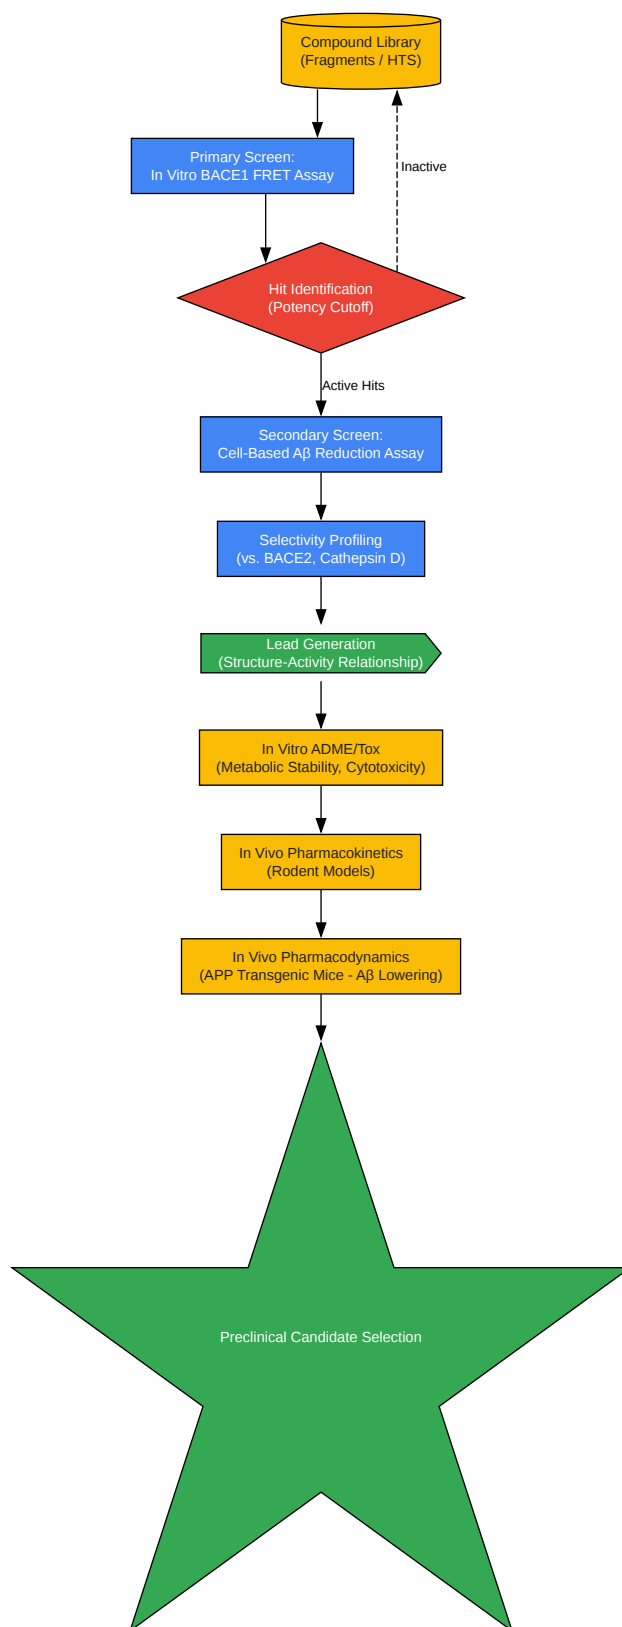 Compound Library
(Fragments / HTS)
Primary Screen:
In Vitro BACE1 FRET Assay
Inactive
Hit Identification
(Potency Cutoff)
Active Hits
Secondary Screen:
Cell-Based Aβ Reduction Assay
Selectivity Profiling
(vs. BACE2, Cathepsin D)
Lead Generation
(Structure-Activity Relationship)
In Vitro ADME/Tox
(Metabolic Stability, Cytotoxicity)
In Vivo Pharmacokinetics
(Rodent Models)
In Vivo Pharmacodynamics
(APP Transgenic Mice - Aβ Lowering)
Preclinical Candidate Selection